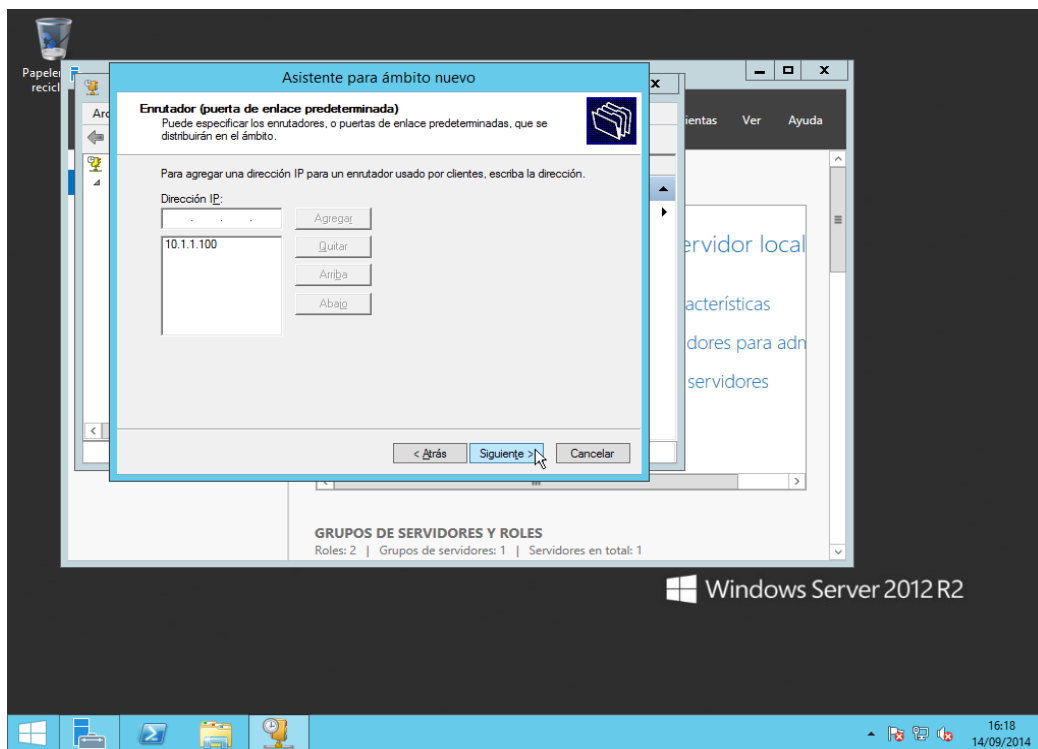 Papele
recicl
Asistente para ámbito nuevo
Arc
Enrutador (puerta de enlace predeterminada)
Puede especificar los enrutadores, o puertas de enlace predeterminadas, que se
distribuirán en el ámbito.
Para agregar una dirección IP para un enrutador usado por clientes, escriba la dirección.
Dirección IP:
Agregar
10.1.1.100
Quitar
Arriba
Abajo
< Atrás
Siguiente >
Cancelar
ientas
Ver
Ayuda
ervidor local
acterísticas
dores para adn
servidores
GRUPOS DE SERVIDORES Y ROLES
Roles: 2 | Grupos de servidores: 1 | Servidores en total: 1
Windows Server 2012 R2
16:18
14/09/2014